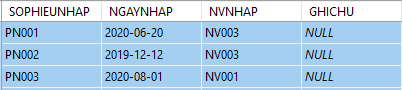 SOPHIEUNHAP NGAYNHAP NVNHAP GHICHU
PN001 2020-06-20 NV003 NULL
PN002 2019-12-12 NV003 NULL
PN003 2020-08-01 NV001 NULL